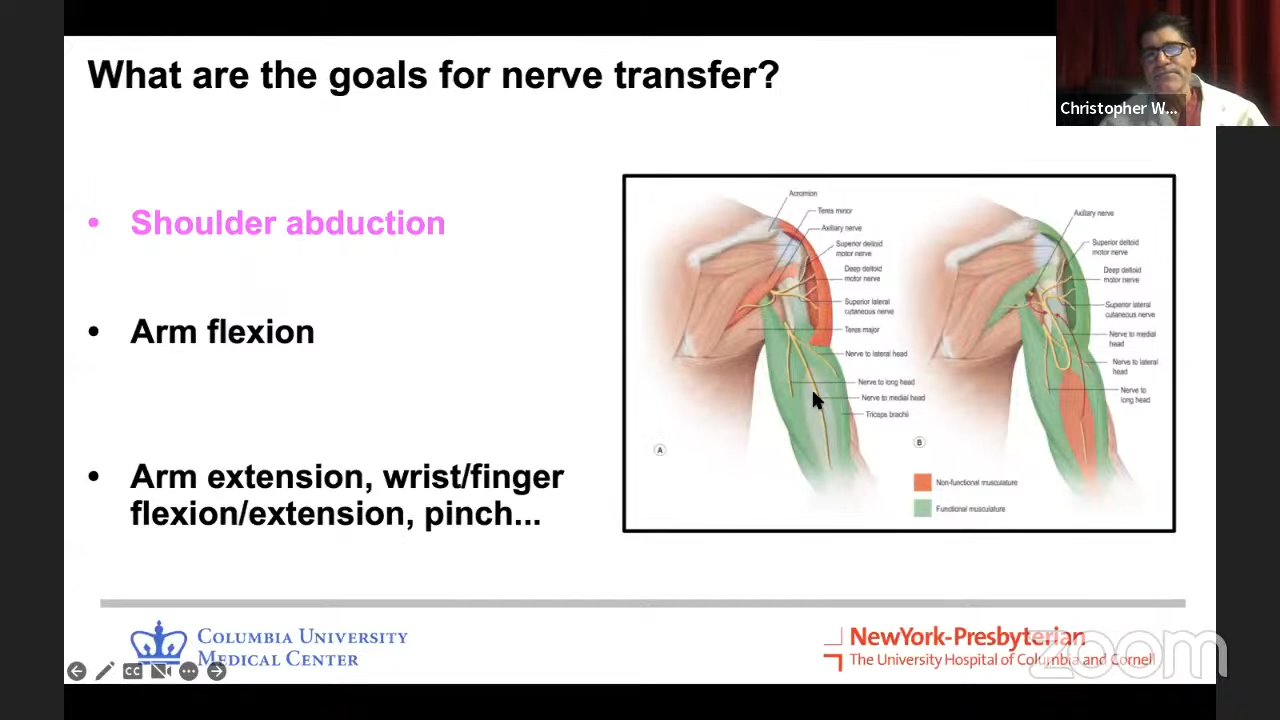 What are the goals for nerve transfer?
Christopher W...
• Shoulder abduction
• Arm flexion
• Arm extension, wrist/finger
flexion/extension, pinch...
Acromion
Teres minor
Axillary nerve
Superior deltoid
motor nerve
Deep deltoid
motor nerve
Superior lateral
cutaneous nerve
Teres major
Nerve to lateral head
Nerve to long head
Nerve to medial head
Triceps brachii
A
Axillary nerve
Superior deltoid
motor nerve
Deep deltoid
motor nerve
Superior lateral
cutaneous nerve
Nerve to medial
head
Nerve to lateral
head
Nerve to
long head
B
Non-functional musculature
Functional musculature
COLUMBIA UNIVERSITY
MEDICAL CENTER
NewYork-Presbyterian
The University Hospital of Columbia and Cornell
zoom
CC